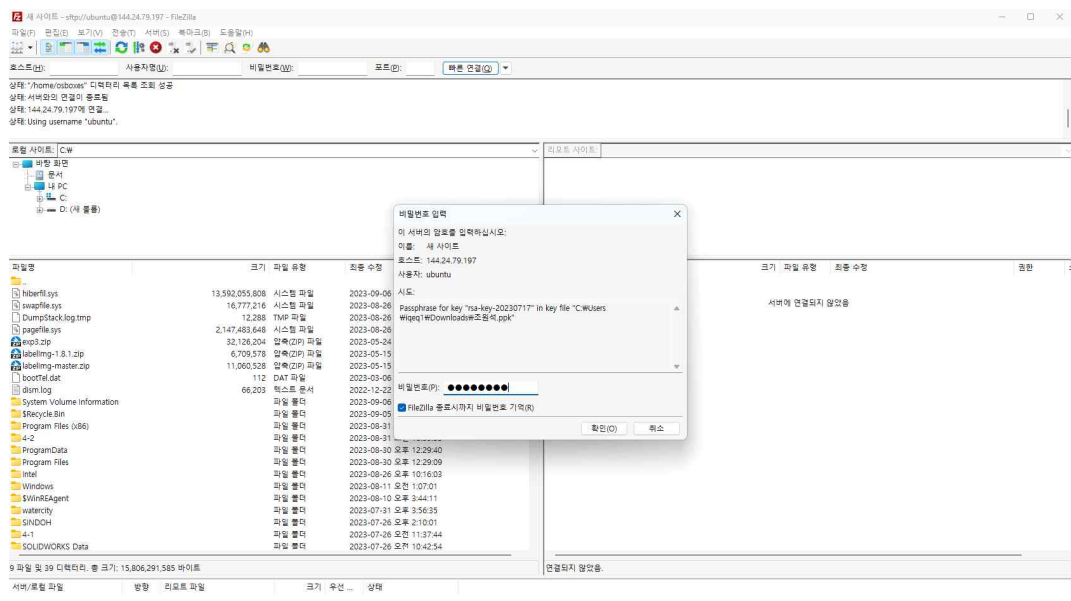 새 사이트 - sftp://ubuntu@144.24.79.197 - FileZilla
파일(F) 편집(E) 보기(V) 전송(T) 서버(S) 북마크(B) 도움말(H)
호스트(H): 사용자명(U): 비밀번호(W): 포트(P): 빠른 연결(Q)
상태: "/home/osboxes" 디렉터리 목록 조회 성공
상태: 서버와의 연결이 종료됨
상태: 144.24.79.197에 연결...
상태: Using username "ubuntu".
로컬 사이트: C:₩
리모트 사이트:
바탕 화면
문서
내 PC
C:
D: (새 볼륨)
비밀번호 입력
이 서버의 암호를 입력하십시오:
이름: 새 사이트
호스트: 144.24.79.197
사용자: ubuntu
시도:
Passphrase for key "rsa-key-20230717" in key file "C:₩Users
₩iqeq1₩Downloads₩조원석.ppk"
비밀번호(P): ●●●●●●●●
FileZilla 종료시까지 비밀번호 기억(R)
확인(O) 취소
파일명 크기 파일 유형 최종 수정
..
hiberfil.sys 13,592,055,808 시스템 파일 2023-09-06
swapfile.sys 16,777,216 시스템 파일 2023-08-26
DumpStack.log.tmp 12,288 TMP 파일 2023-08-26
pagefile.sys 2,147,483,648 시스템 파일 2023-08-26
exp3.zip 32,126,204 압축(ZIP) 파일 2023-05-24
labelImg-1.8.1.zip 6,709,578 압축(ZIP) 파일 2023-05-15
labelImg-master.zip 11,060,528 압축(ZIP) 파일 2023-05-15
bootTel.dat 112 DAT 파일 2023-03-06
dism.log 66,203 텍스트 문서 2022-12-22
System Volume Information 파일 폴더 2023-09-06
$Recycle.Bin 파일 폴더 2023-09-05
Program Files (x86) 파일 폴더 2023-08-31
4-2 파일 폴더 2023-08-31
ProgramData 파일 폴더 2023-08-30 오후 12:29:40
Program Files 파일 폴더 2023-08-30 오후 12:29:09
Intel 파일 폴더 2023-08-26 오후 10:16:03
Windows 파일 폴더 2023-08-11 오전 1:07:01
$WinREAgent 파일 폴더 2023-08-10 오후 3:44:11
watercity 파일 폴더 2023-07-31 오후 3:56:35
SINDOH 파일 폴더 2023-07-26 오후 2:10:01
4-1 파일 폴더 2023-07-26 오전 11:37:44
SOLIDWORKS Data 파일 폴더 2023-07-26 오전 10:42:54
크기 파일 유형 최종 수정 권한
서버에 연결되지 않았음
9 파일 및 39 디렉터리. 총 크기: 15,806,291,585 바이트
연결되지 않았음.
서버/로컬 파일 방향 리모트 파일 크기 우선 ... 상태